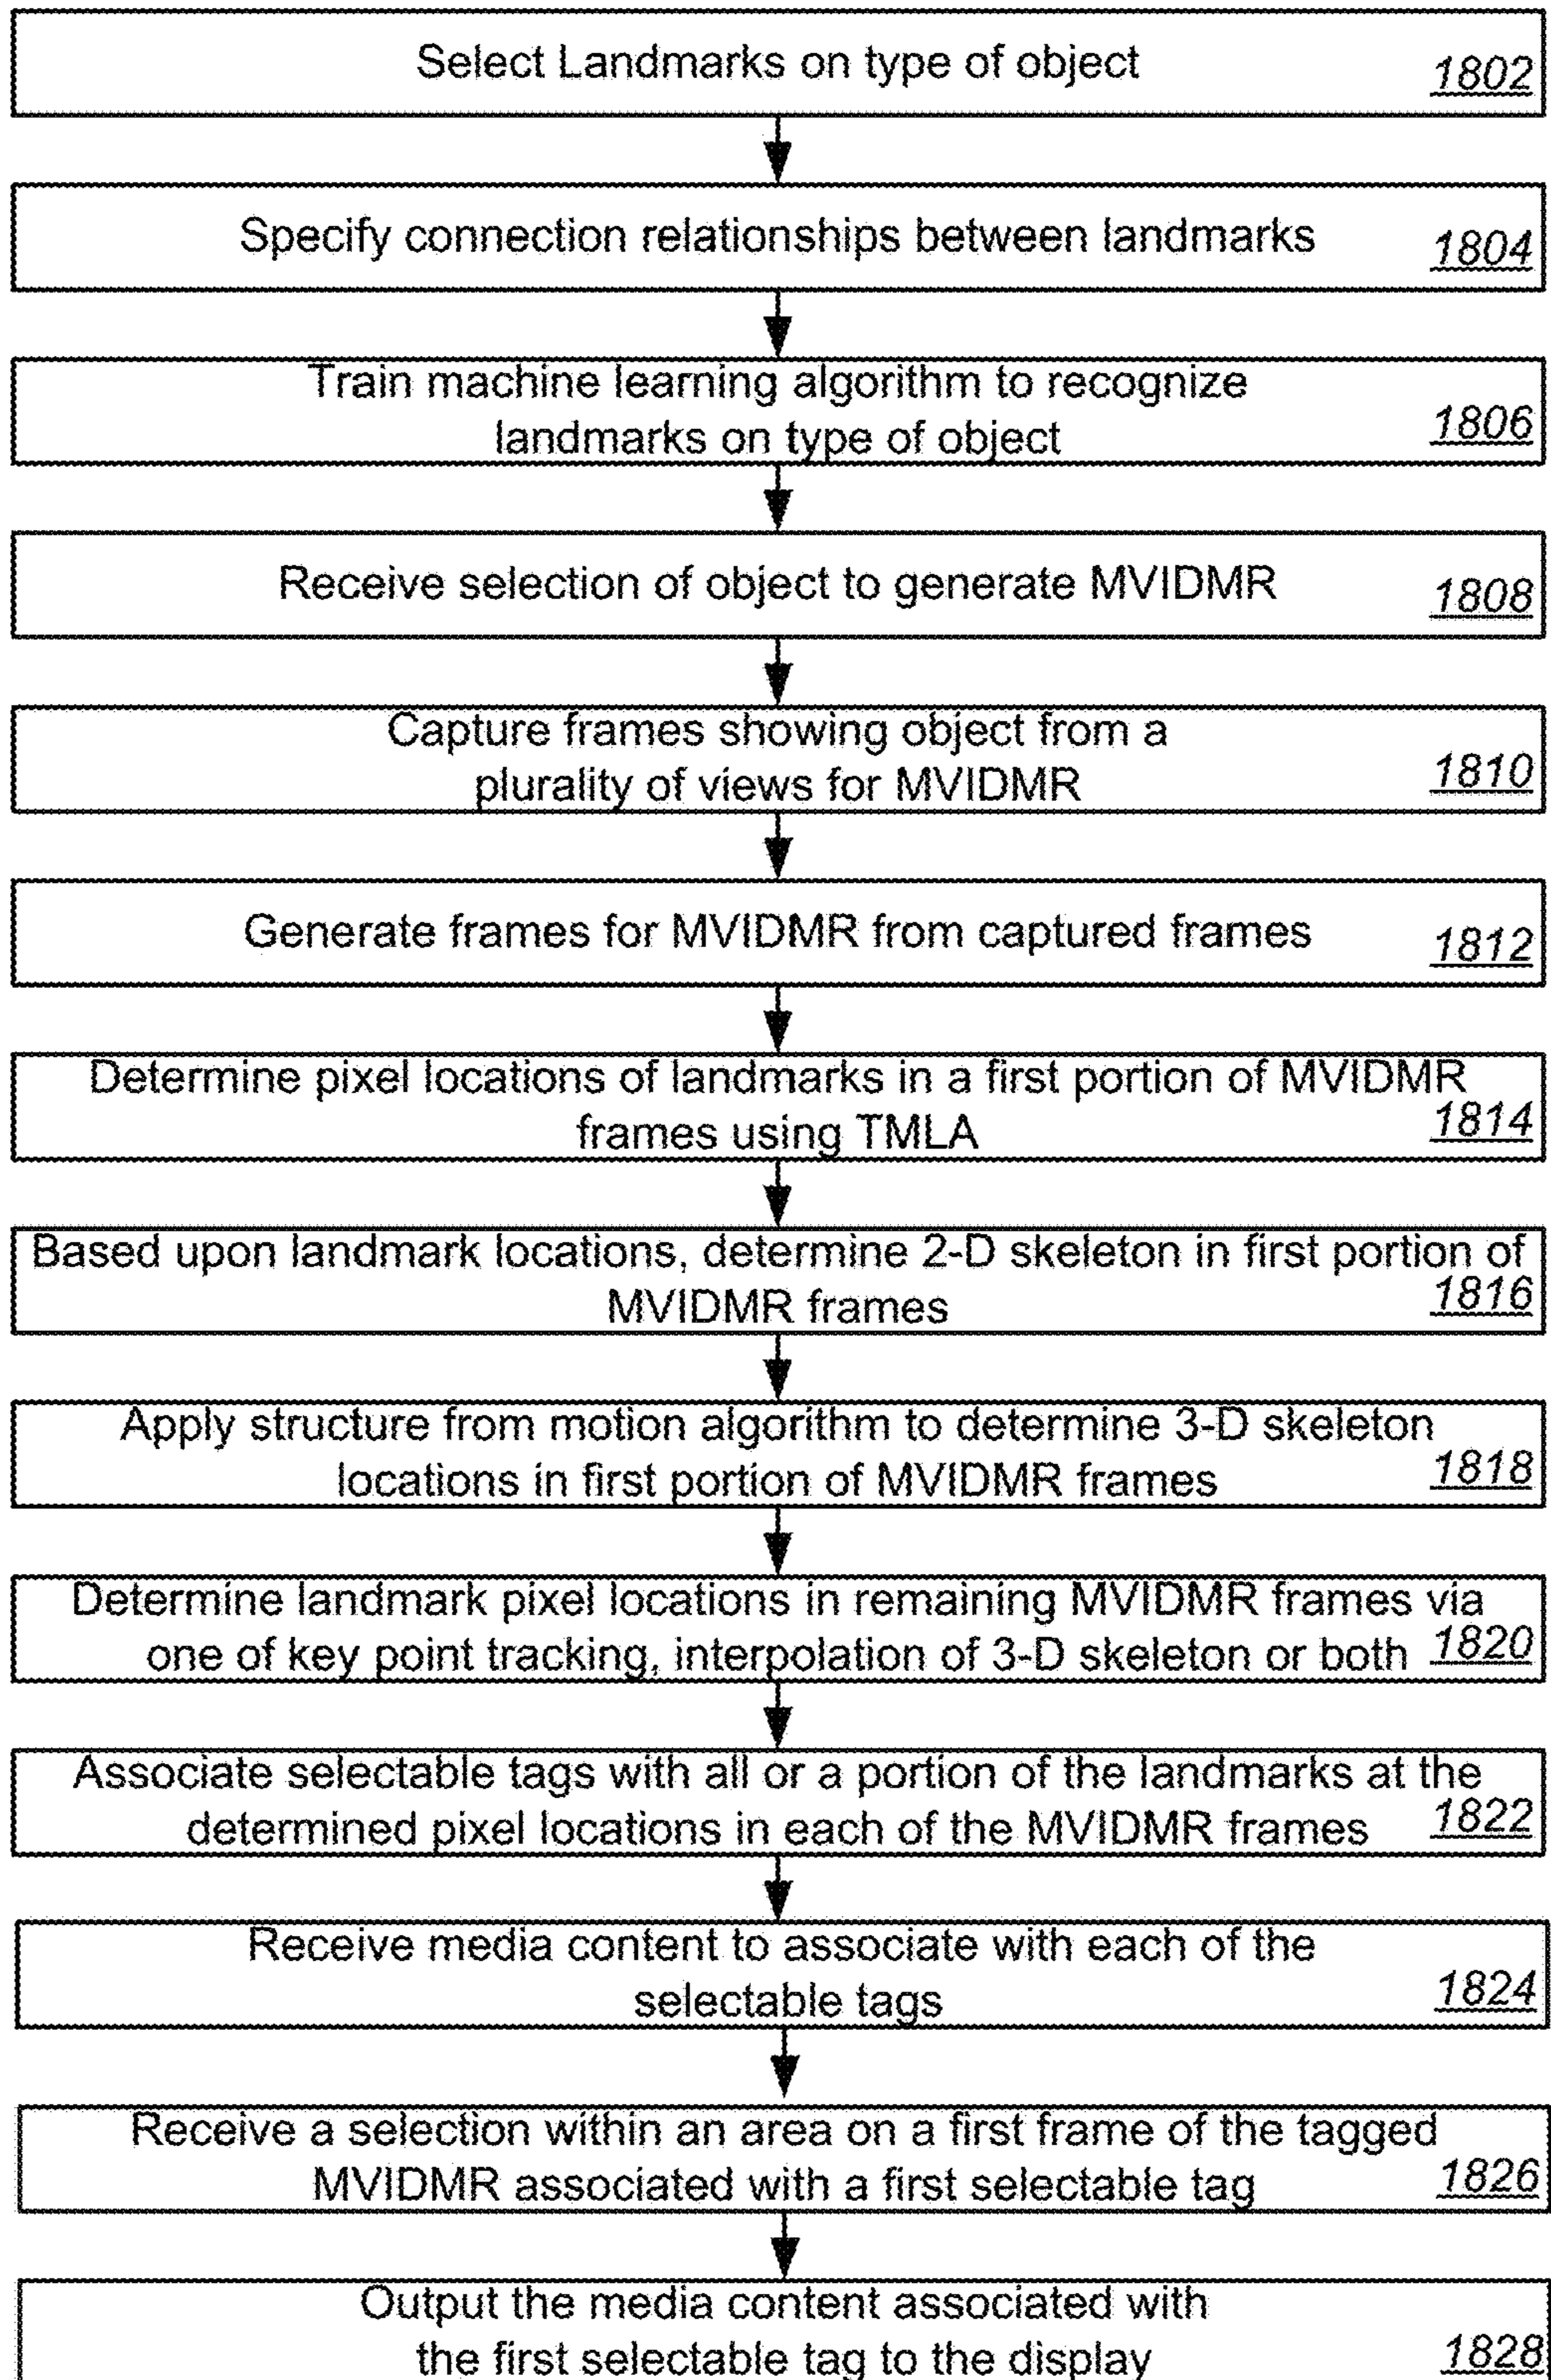 Select Landmarks on type of object
1802
Specify connection relationships between landmarks
1804
Train machine learning algorithm to recognize
landmarks on type of object
1806
Receive selection of object to generate MVIDMR
1808
Capture frames showing object from a
plurality of views for MVIDMR
1810
Generate frames for MVIDMR from captured frames
1812
Determine pixel locations of landmarks in a first portion of MVIDMR
frames using TMLA
1814
Based upon landmark locations, determine 2-D skeleton in first portion of
MVIDMR frames
1816
Apply structure from motion algorithm to determine 3-D skeleton
locations in first portion of MVIDMR frames
1818
Determine landmark pixel locations in remaining MVIDMR frames via
one of key point tracking, interpolation of 3-D skeleton or both
1820
Associate selectable tags with all or a portion of the landmarks at the
determined pixel locations in each of the MVIDMR frames
1822
Receive media content to associate with each of the
selectable tags
1824
Receive a selection within an area on a first frame of the tagged
MVIDMR associated with a first selectable tag
1826
Output the media content associated with
the first selectable tag to the display
1828